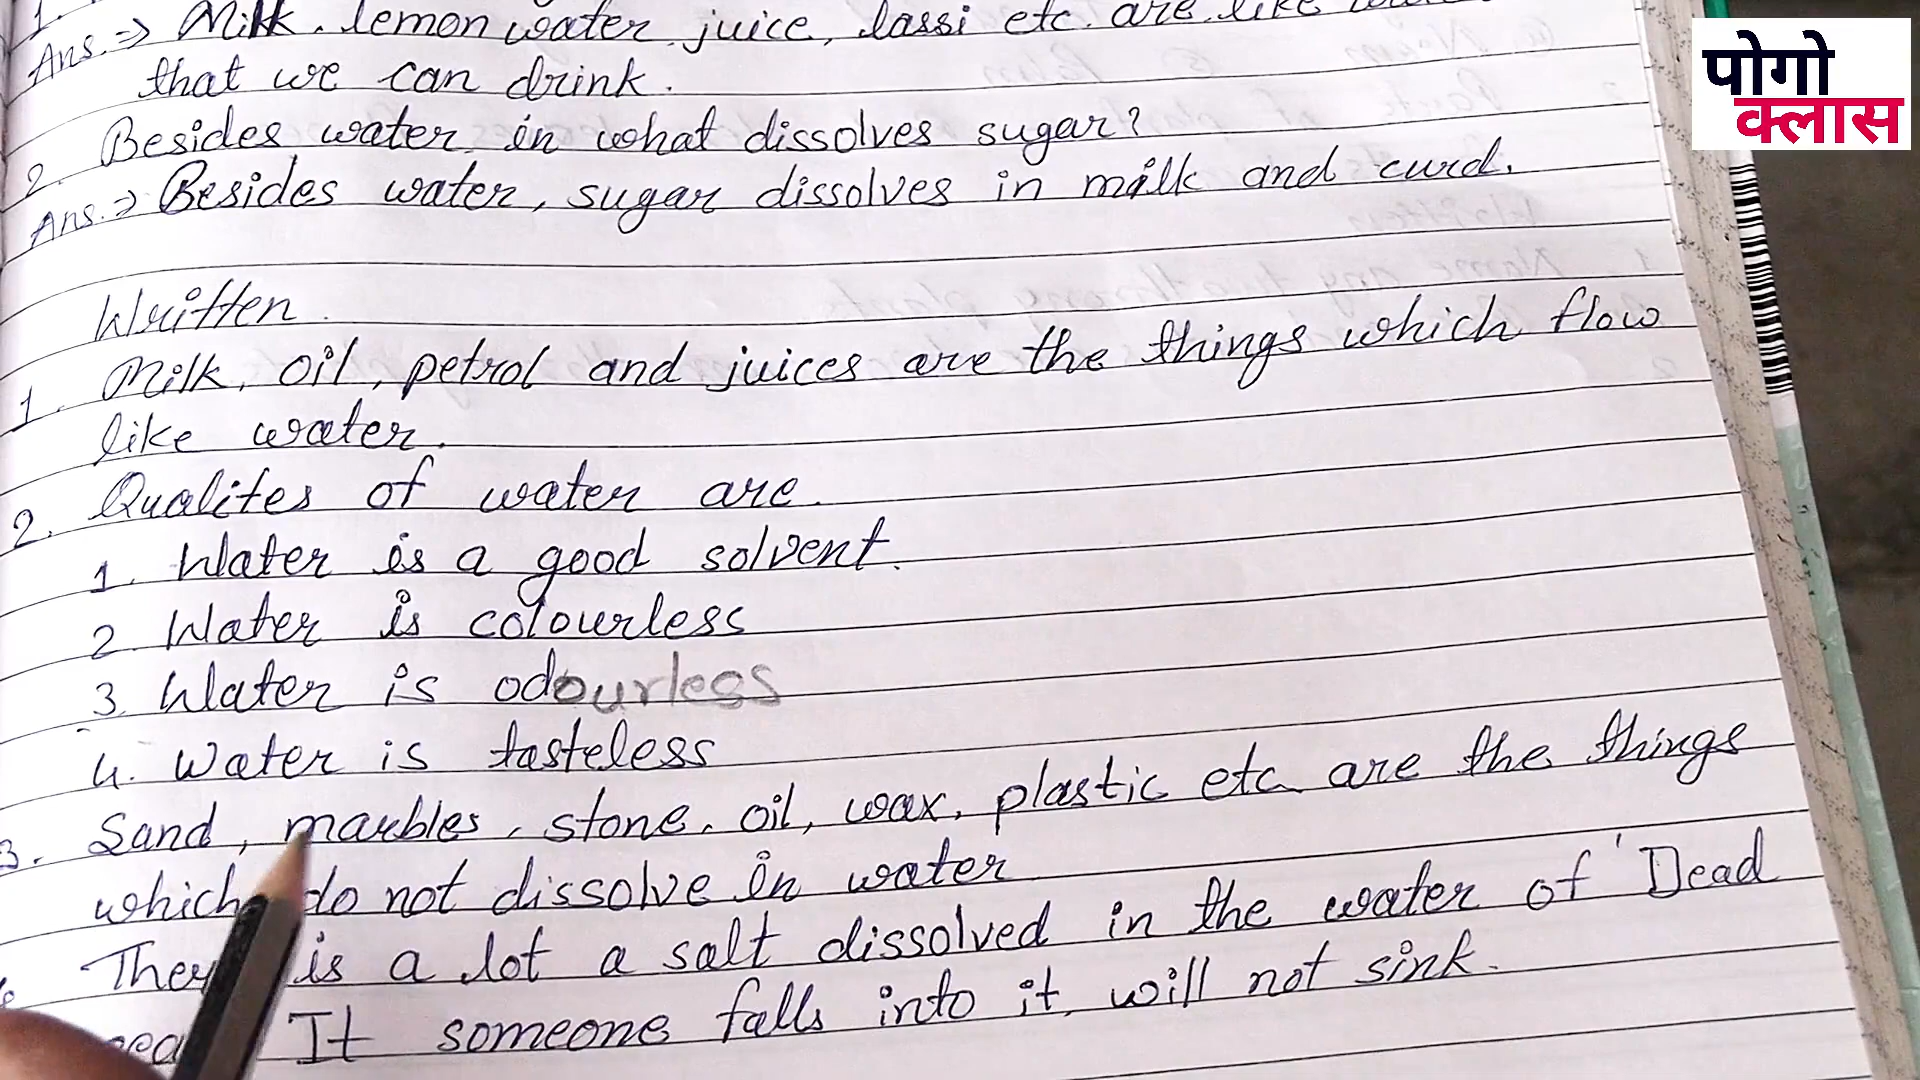 1.
Ans.⇒ Milk, lemon water, juice, lassi etc. are like
that we can drink.
2. Besides water in what dissolves sugar?
Ans.⇒ Besides water, sugar dissolves in milk and curd.
Written
1. Milk, oil, petrol and juices are the things which flow
like water.
2. Qualites of water are.
1. Water is a good solvent.
2. Water is colourless
3. Water is odourless
4. Water is tasteless
3. Sand, marbles, stone, oil, wax, plastic etc. are the things
which do not dissolve in water
is a lot a salt dissolved in the water of 'Dead
It someone falls into it, will not sink.
पोगो
क्लास